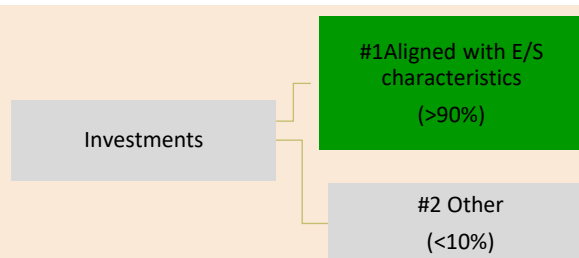 #1Aligned with E/S
characteristics
(>90%)
Investments
#2 Other
(<10%)